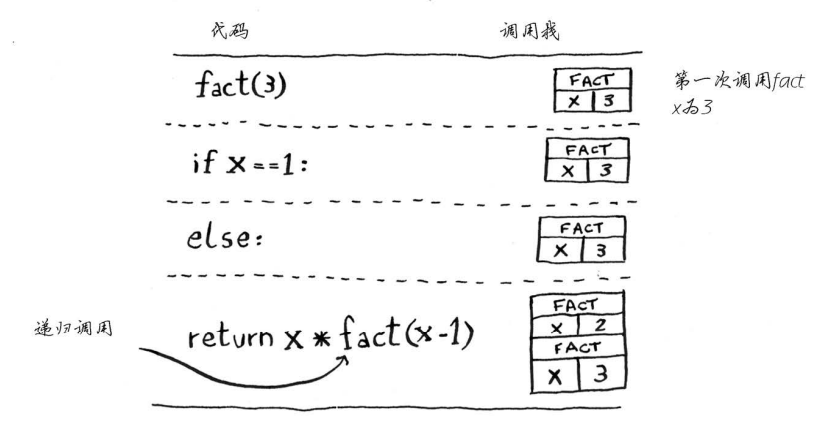 代码 调用栈
fact(3)
FACT
X 3
第一次调用fact
x为3
if x==1:
FACT
X 3
else:
FACT
X 3
递归调用
return x * fact(x-1)
FACT
X 2
FACT
X 3